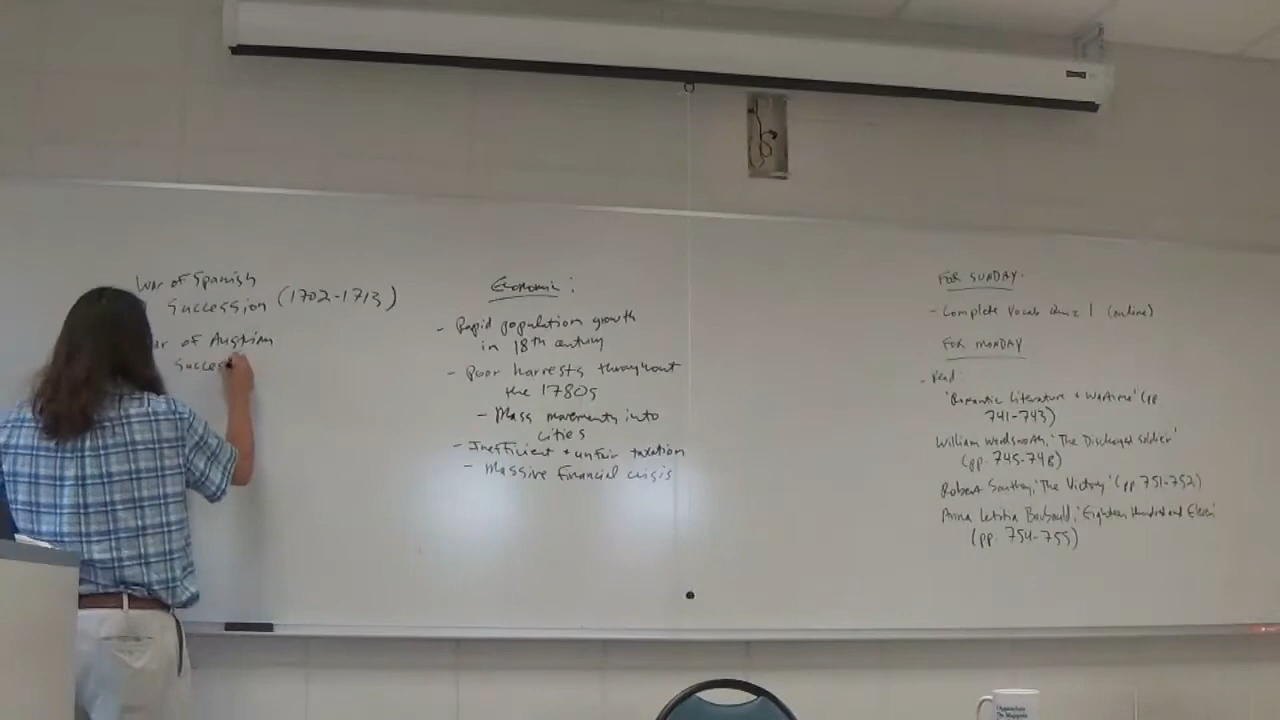 War of Spanish
Succession (1702-1713)
of Austrian
Succes
Economic:
- Rapid population growth
in 18th century
- Poor harvests throughout
the 1780s
- Mass movements into
cities
- Inefficient + unfair taxation
- Massive financial crisis
FOR SUNDAY:
- Complete Vocab Quiz 1 (online)
FOR MONDAY
- Read:
'Romantic Literature + Wartime' (pp
741-743)
William Wordsworth, 'The Discharged Soldier'
(pp. 745-748)
Robert Southey, 'The Victory' (pp 751-752)
Anna Letitia Barbauld, 'Eighteen Hundred and Eleven'
(pp. 754-755)